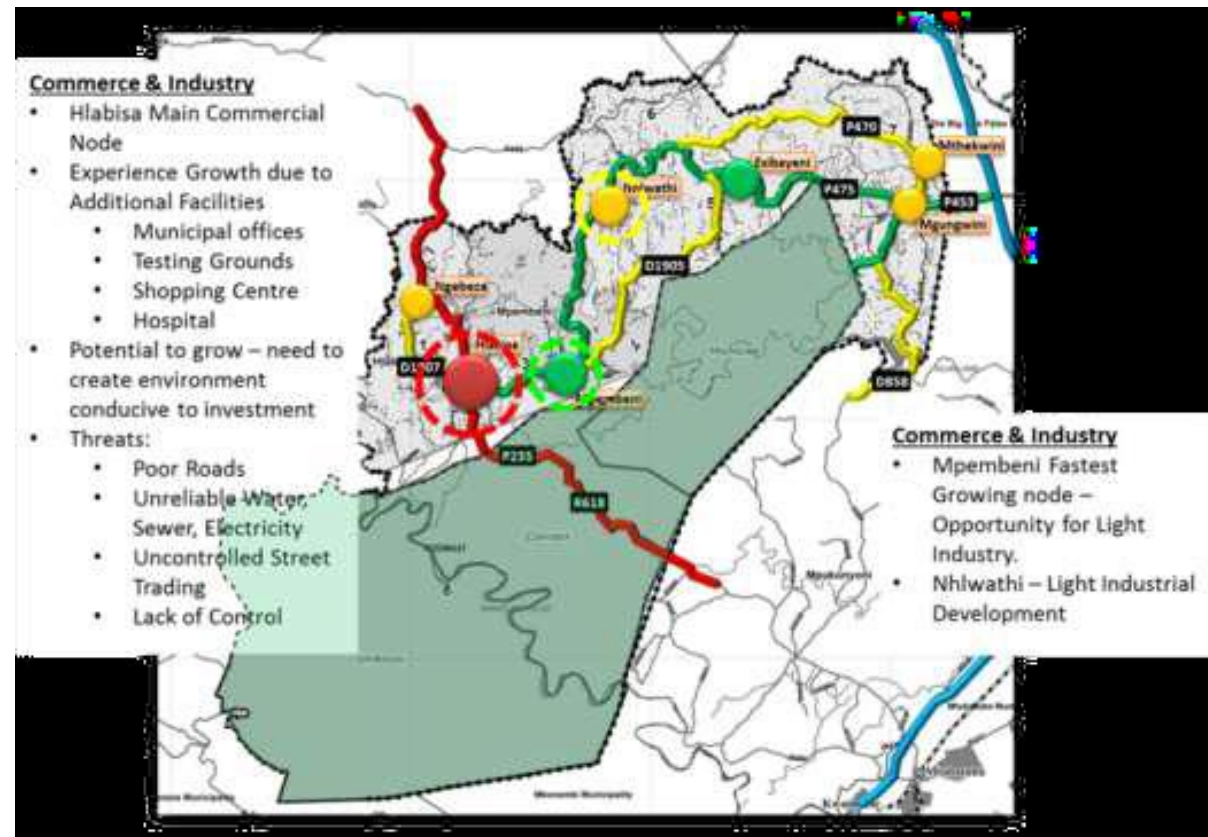 Commerce & Industry
• Hlabisa Main Commercial
Node
• Experience Growth due to
Additional Facilities
• Municipal offices
• Testing Grounds
• Shopping Centre
• Hospital
• Potential to grow – need to
create environment
conducive to investment
• Threats:
• Poor Roads
• Unreliable Water,
Sewer, Electricity
• Uncontrolled Street
Trading
• Lack of Control
P470
Mthekwini
Ezibayeni
P475
P453
Mgungwini
D1905
D1907
D858
P235
R618
Mpukunyoni
Commerce & Industry
• Mpembeni Fastest
Growing node –
Opportunity for Light
Industry.
• Nhlwathi – Light Industrial
Development